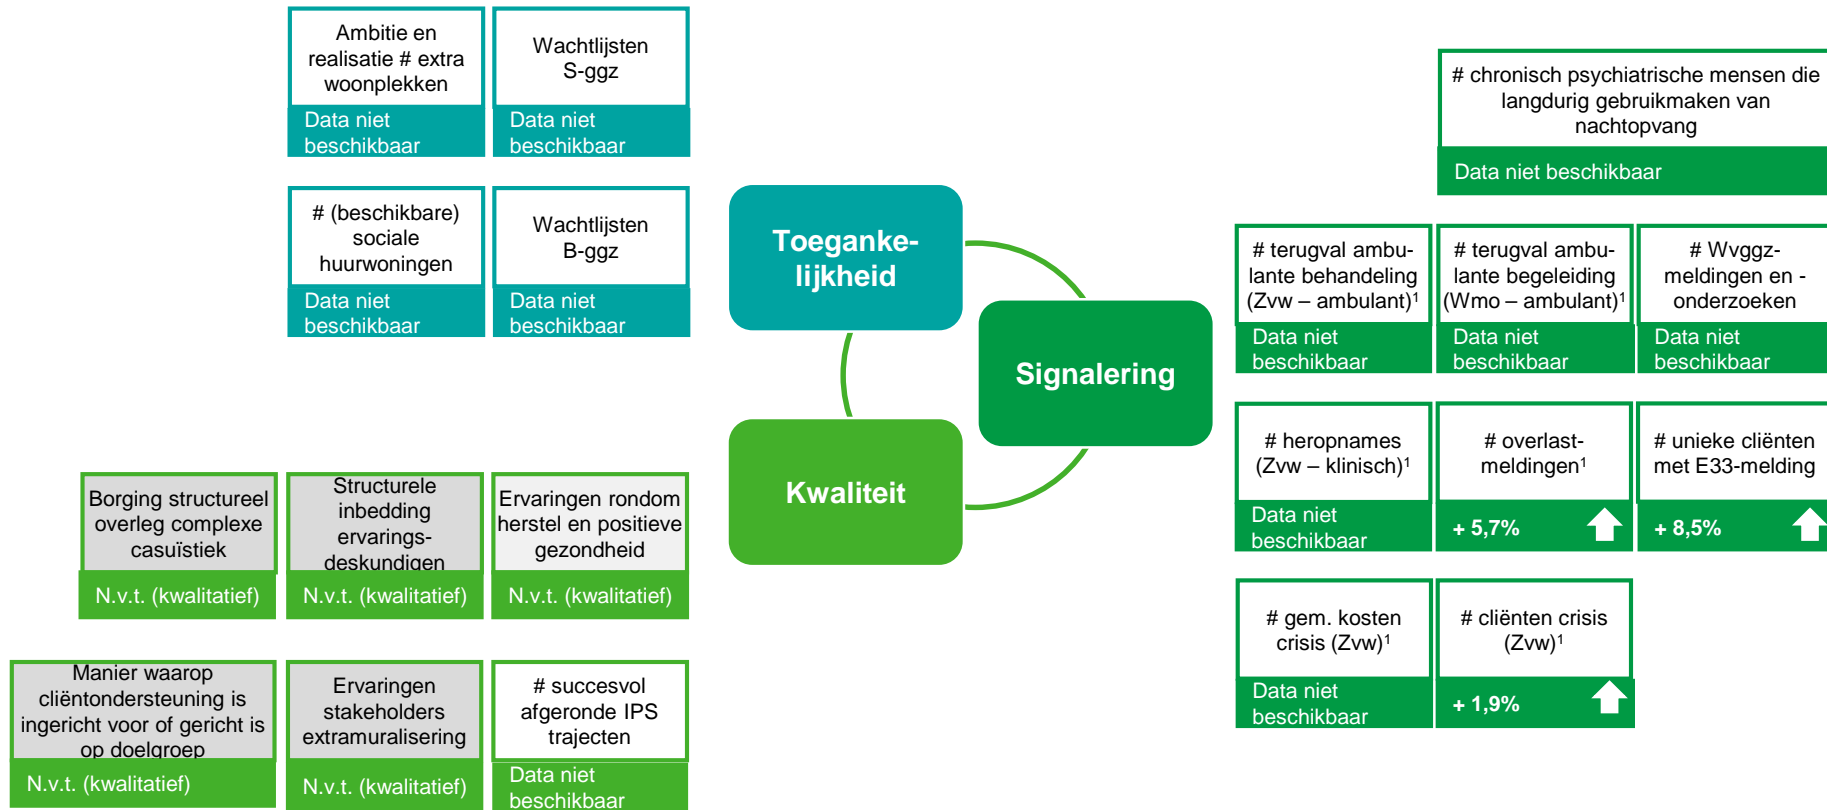 Ambitie en
realisatie # extra
woonplekken
Data niet
beschikbaar
Wachtlijsten
S-ggz
Data niet
beschikbaar
# (beschikbare)
sociale
huurwoningen
Data niet
beschikbaar
Wachtlijsten
B-ggz
Data niet
beschikbaar
Toeganke-
lijkheid
Signalering
Kwaliteit
# chronisch psychiatrische mensen die
langdurig gebruikmaken van
nachtopvang
Data niet beschikbaar
# terugval ambu-
lante behandeling
(Zvw – ambulant)¹
Data niet
beschikbaar
# terugval ambu-
lante begeleiding
(Wmo – ambulant)¹
Data niet
beschikbaar
# Wvggz-
meldingen en -
onderzoeken
Data niet
beschikbaar
# heropnames
(Zvw – klinisch)¹
Data niet
beschikbaar
# overlast-
meldingen¹
+ 5,7%
# unieke cliënten
met E33-melding
+ 8,5%
# gem. kosten
crisis (Zvw)¹
Data niet
beschikbaar
# cliënten crisis
(Zvw)¹
+ 1,9%
Borging structureel
overleg complexe
casuïstiek
N.v.t. (kwalitatief)
Structurele
inbedding
ervarings-
deskundigen
N.v.t. (kwalitatief)
Ervaringen rondom
herstel en positieve
gezondheid
N.v.t. (kwalitatief)
Manier waarop
cliëntondersteuning is
ingericht voor of gericht is
op doelgroep
N.v.t. (kwalitatief)
Ervaringen
stakeholders
extramuralisering
N.v.t. (kwalitatief)
# succesvol
afgeronde IPS
trajecten
Data niet
beschikbaar